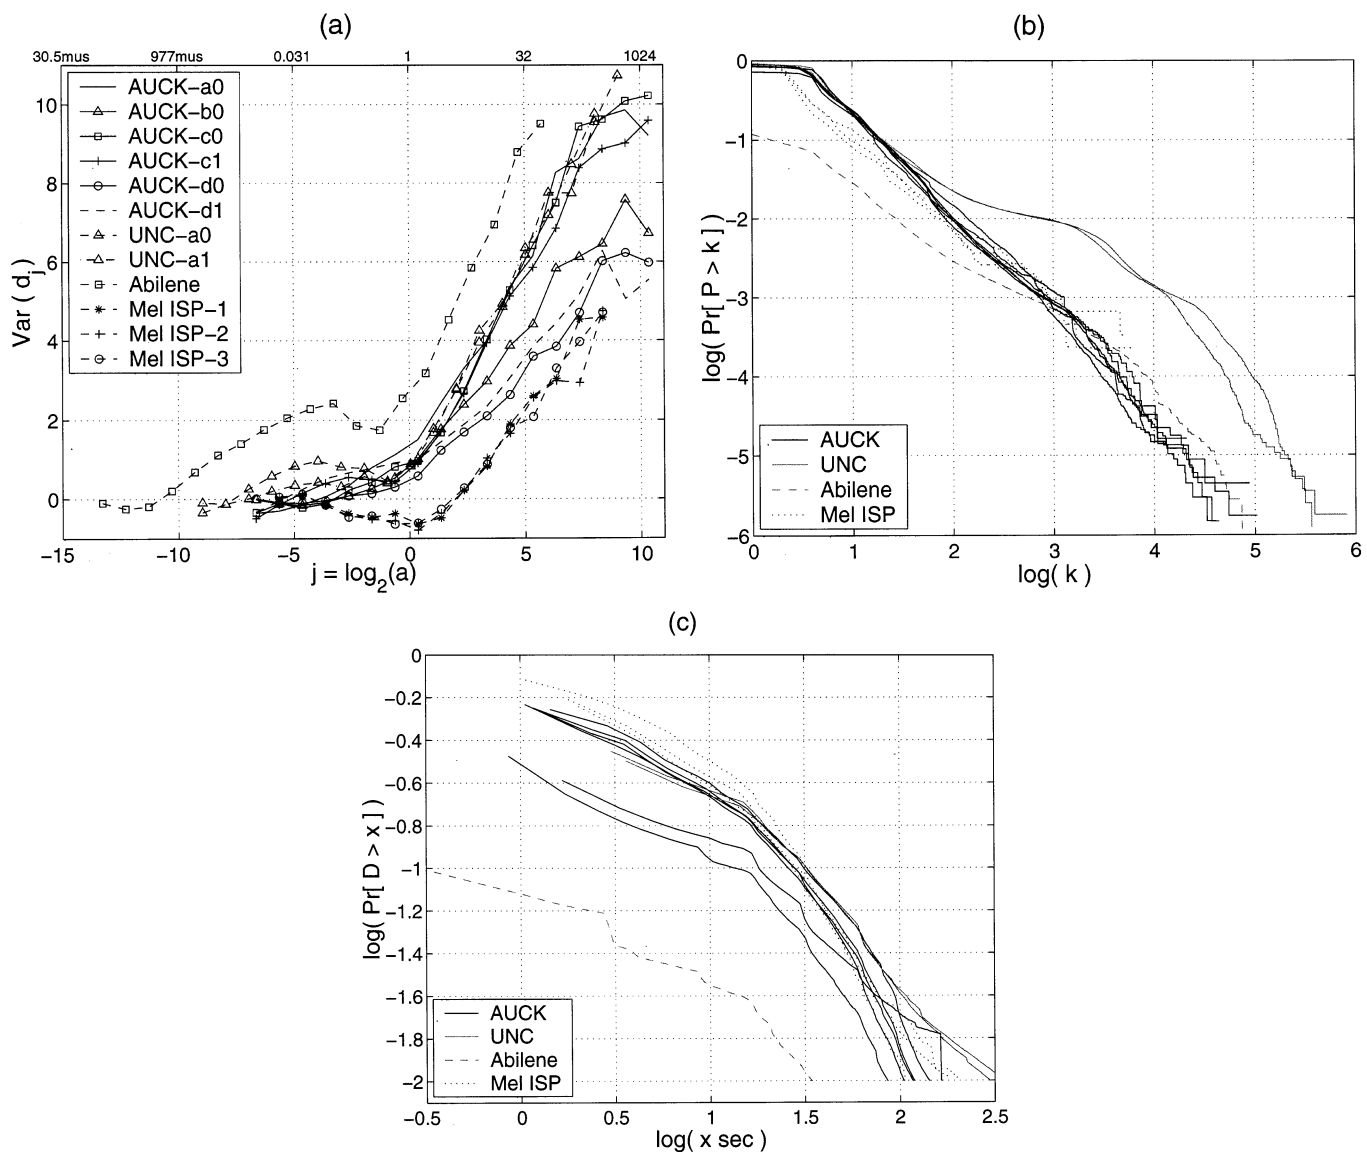 (a)
30.5mus 977mus 0.031 1 32 1024
AUCK-a0
AUCK-b0
AUCK-c0
AUCK-c1
AUCK-d0
AUCK-d1
UNC-a0
UNC-a1
Abilene
Mel ISP-1
Mel ISP-2
Mel ISP-3
10
8
6
4
2
0
Var ( d_j )
-15 -10 -5 0 5 10
j = log_2(a)
(b)
0
-1
-2
-3
-4
-5
-6
log( Pr[ P > k ] )
AUCK
UNC
Abilene
Mel ISP
0 1 2 3 4 5 6
log( k )
(c)
0
-0.2
-0.4
-0.6
-0.8
-1
-1.2
-1.4
-1.6
-1.8
-2
log( Pr[ D > x ] )
AUCK
UNC
Abilene
Mel ISP
-0.5 0 0.5 1 1.5 2 2.5
log( x sec )